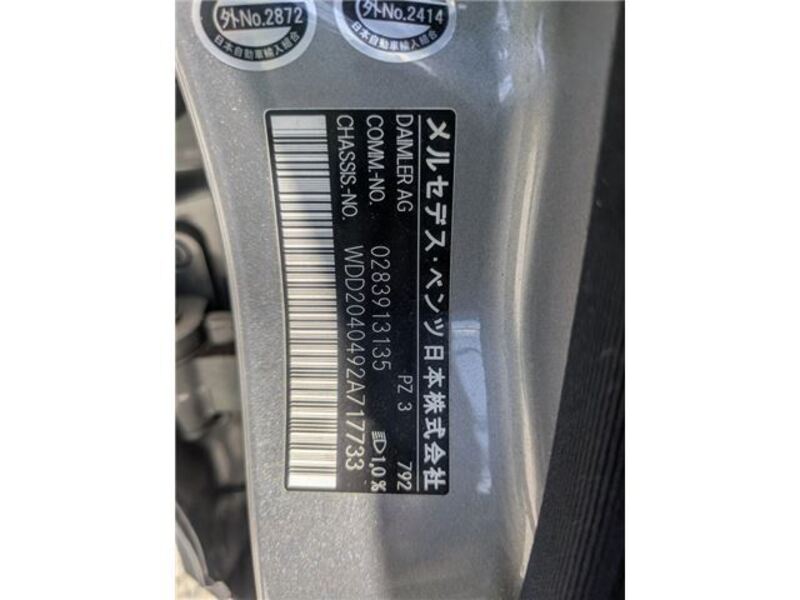 外No.2872
日本自動車輸入組合
外No.2414
日本自動車輸入組合
メルセデス・ベンツ日本株式会社
DAIMLER AG PZ 3 792
COMM.-NO. 0283913135 1,0%
CHASSIS.-NO. WDD2040492A717733